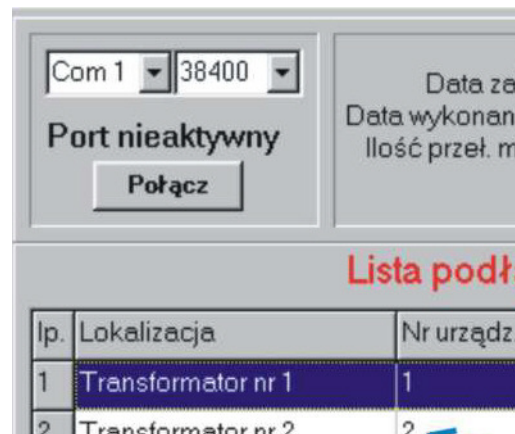 Com 1 38400
Port nieaktywny
Połącz
Data za
Data wykonan
Ilość przeł. m
Lista podł
lp. Lokalizacja Nr urządz.
1 Transformator nr 1 1
2 Transformator nr 2 2